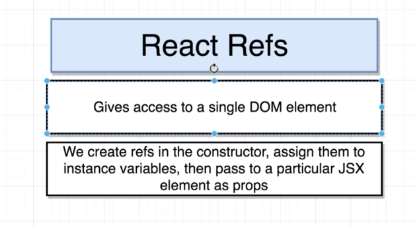 React Refs
Gives access to a single DOM element
We create refs in the constructor, assign them to
instance variables, then pass to a particular JSX
element as props